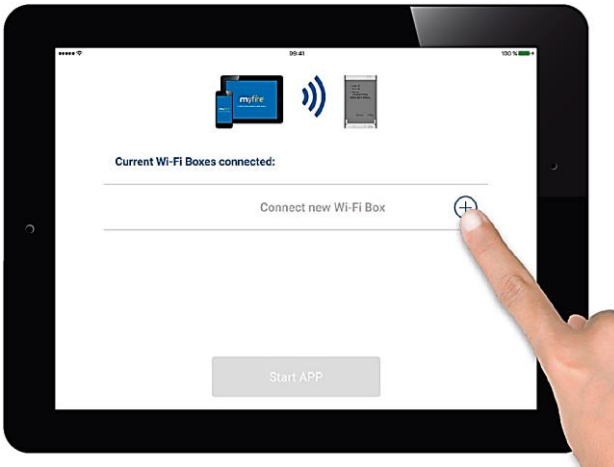 09:41
100 %
myfire
Current Wi-Fi Boxes connected:
Connect new Wi-Fi Box
Start APP